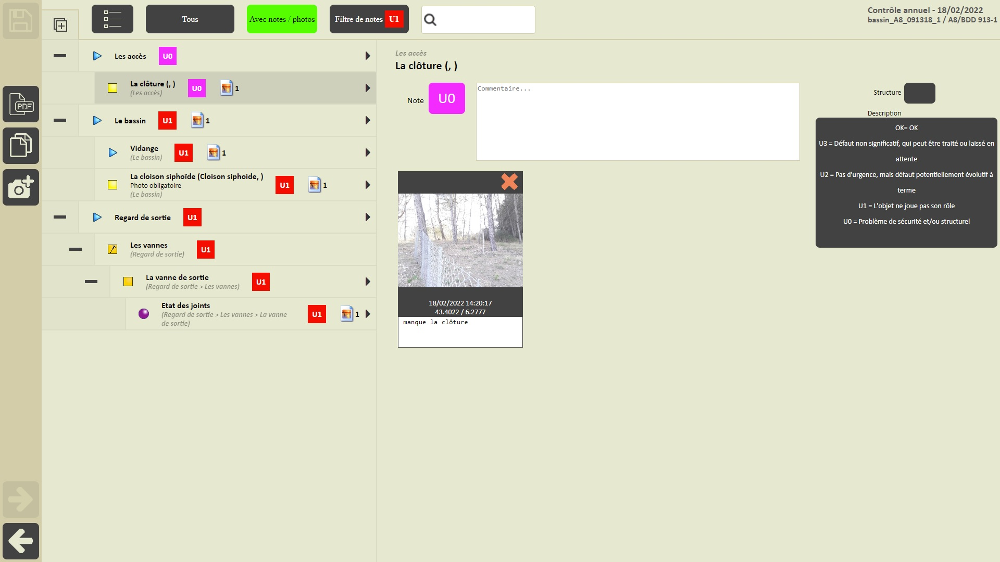 Tous
Avec notes / photos
Filtre de notes U1
Contrôle annuel - 18/02/2022
bassin_A8_091318_1 / A8/BDD 913-1
PDF
Les accès U0
La clôture (, )
(Les accès)
U0
1
Le bassin U1 1
Vidange
(Le bassin)
U1
1
La cloison siphoïde (Cloison siphoide, )
Photo obligatoire
(Le bassin)
U1
1
Regard de sortie U1
Les vannes
(Regard de sortie)
U1
La vanne de sortie
(Regard de sortie > Les vannes)
U1
Etat des joints
(Regard de sortie > Les vannes > La vanne
de sortie)
U1
1
Les accès
La clôture (, )
Note U0
Commentaire...
Structure
Description
OK= OK
U3 = Défaut non significatif, qui peut être traité ou laissé en
attente
U2 = Pas d'urgence, mais défaut potentiellement évolutif à
terme
U1 = L'objet ne joue pas son rôle
U0 = Problème de sécurité et/ou structurel
18/02/2022 14:20:17
43.4022 / 6.2777
manque la clôture